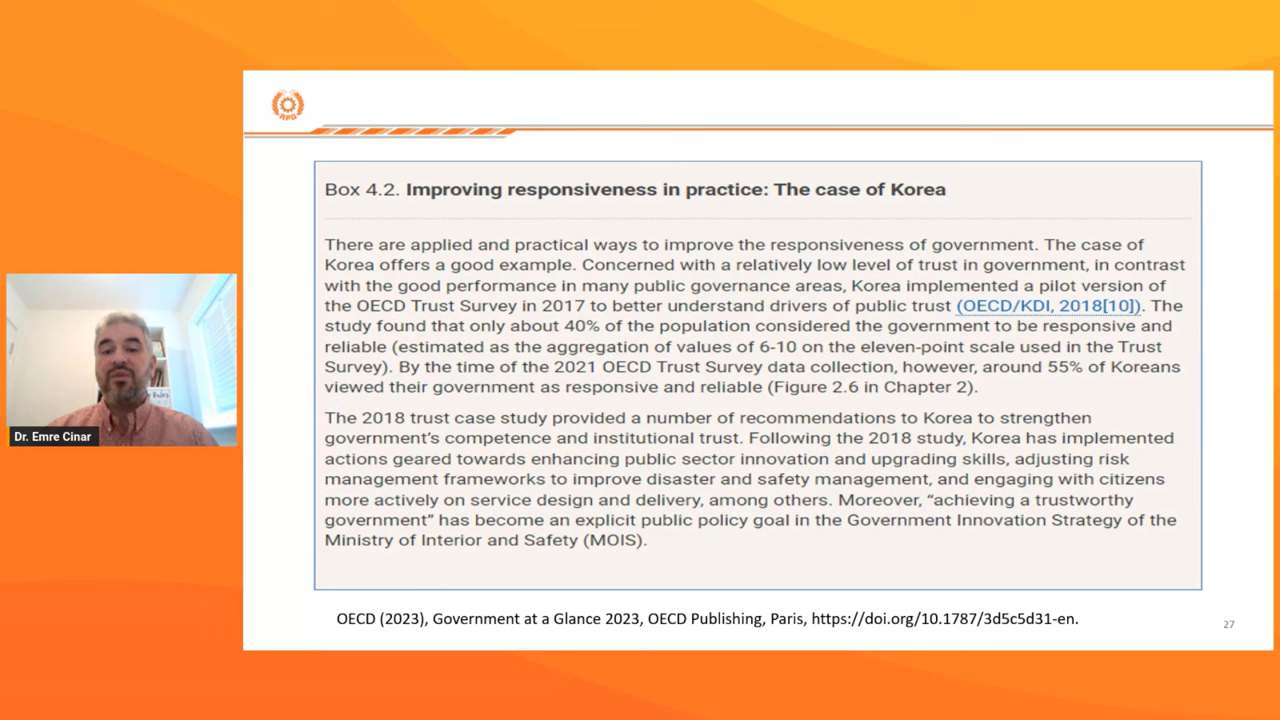 APO
Box 4.2. Improving responsiveness in practice: The case of Korea
There are applied and practical ways to improve the responsiveness of government. The case of
Korea offers a good example. Concerned with a relatively low level of trust in government, in contrast
with the good performance in many public governance areas, Korea implemented a pilot version of
the OECD Trust Survey in 2017 to better understand drivers of public trust (OECD/KDI, 2018[10]). The
study found that only about 40% of the population considered the government to be responsive and
reliable (estimated as the aggregation of values of 6-10 on the eleven-point scale used in the Trust
Survey). By the time of the 2021 OECD Trust Survey data collection, however, around 55% of Koreans
viewed their government as responsive and reliable (Figure 2.6 in Chapter 2).
The 2018 trust case study provided a number of recommendations to Korea to strengthen
government's competence and institutional trust. Following the 2018 study, Korea has implemented
actions geared towards enhancing public sector innovation and upgrading skills, adjusting risk
management frameworks to improve disaster and safety management, and engaging with citizens
more actively on service design and delivery, among others. Moreover, “achieving a trustworthy
government” has become an explicit public policy goal in the Government Innovation Strategy of the
Ministry of Interior and Safety (MOIS).
OECD (2023), Government at a Glance 2023, OECD Publishing, Paris, https://doi.org/10.1787/3d5c5d31-en.
27
Dr. Emre Cinar